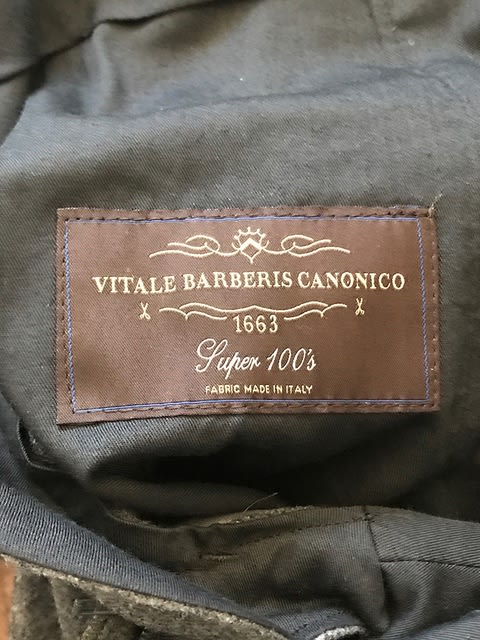 VITALE BARBERIS CANONICO
1663
Super 100's
FABRIC MADE IN ITALY